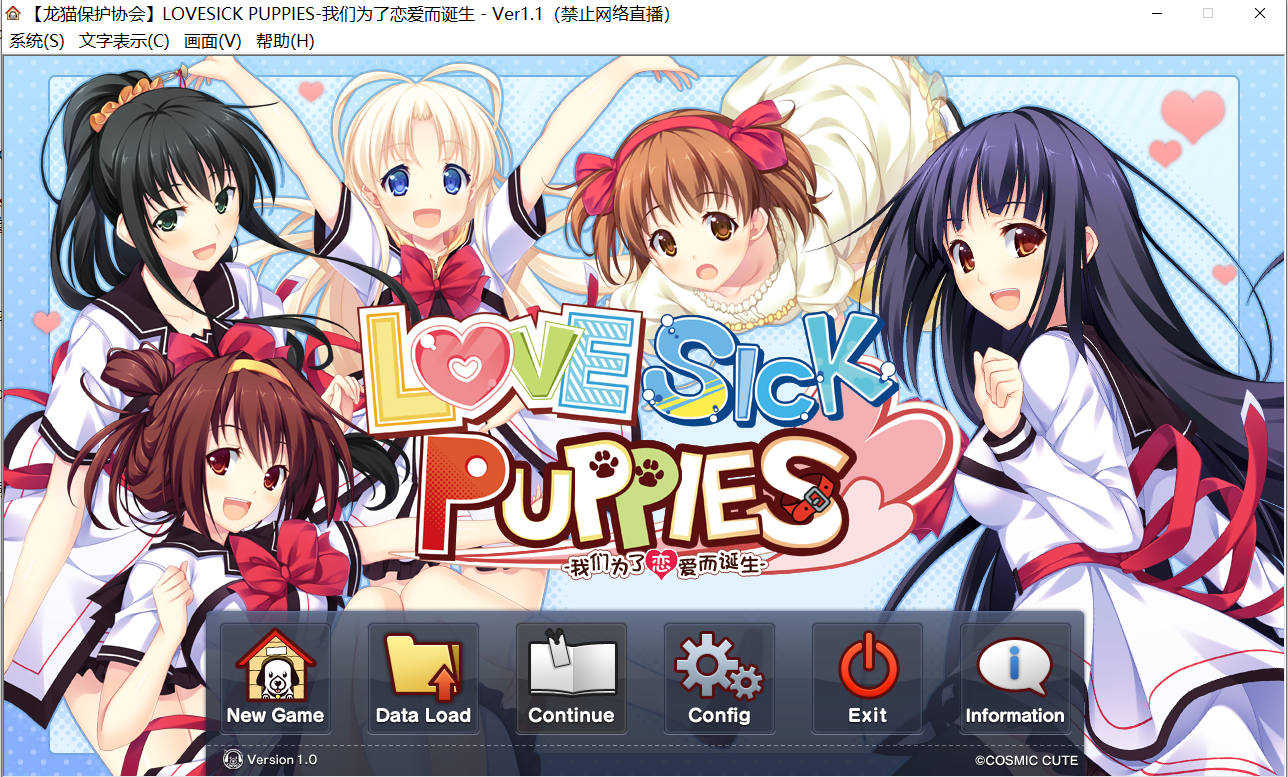 【龙猫保护协会】LOVESICK PUPPIES-我们为了恋爱而诞生 - Ver1.1（禁止网络直播）
系统(S) 文字表示(C) 画面(V) 帮助(H)
LOVE SICK
PUPPIES
-我们为了恋爱而诞生-
New Game Data Load Continue Config Exit Information
Version 1.0 ©COSMIC CUTE